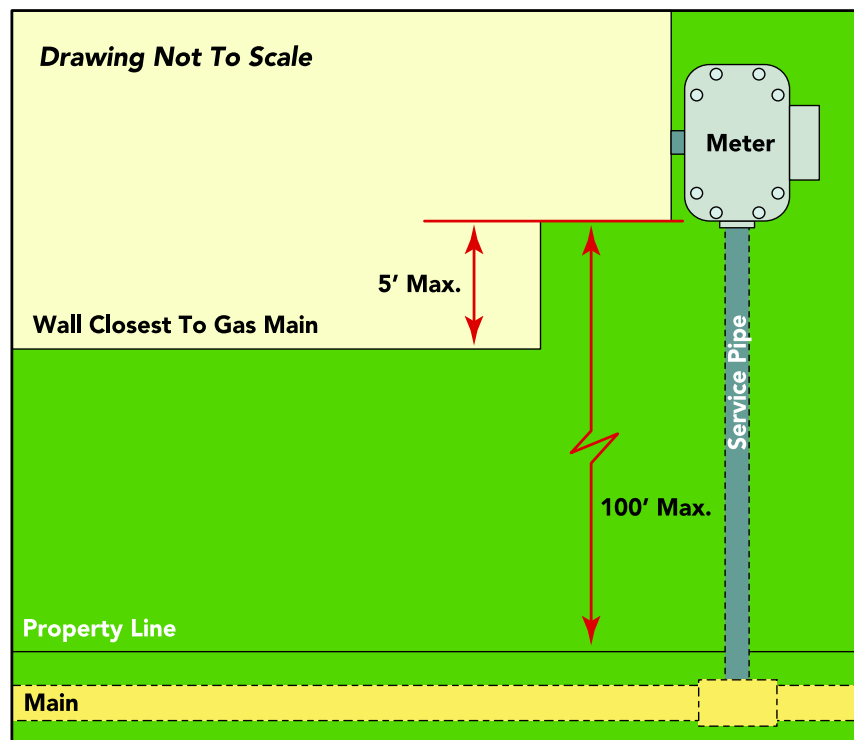 Drawing Not To Scale
Meter
5’ Max.
Wall Closest To Gas Main
Service Pipe
100’ Max.
Property Line
Main